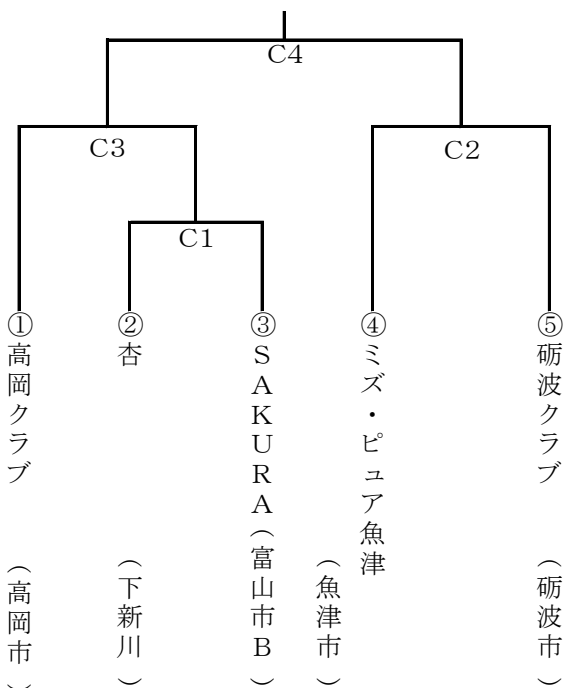 C4
C3
C2
C1
①高岡クラブ（高岡市）
②杏（下新川）
③SAKURA（富山市B）
④ミズ・ピュア魚津
（魚津市）
⑤砺波クラブ（砺波市）